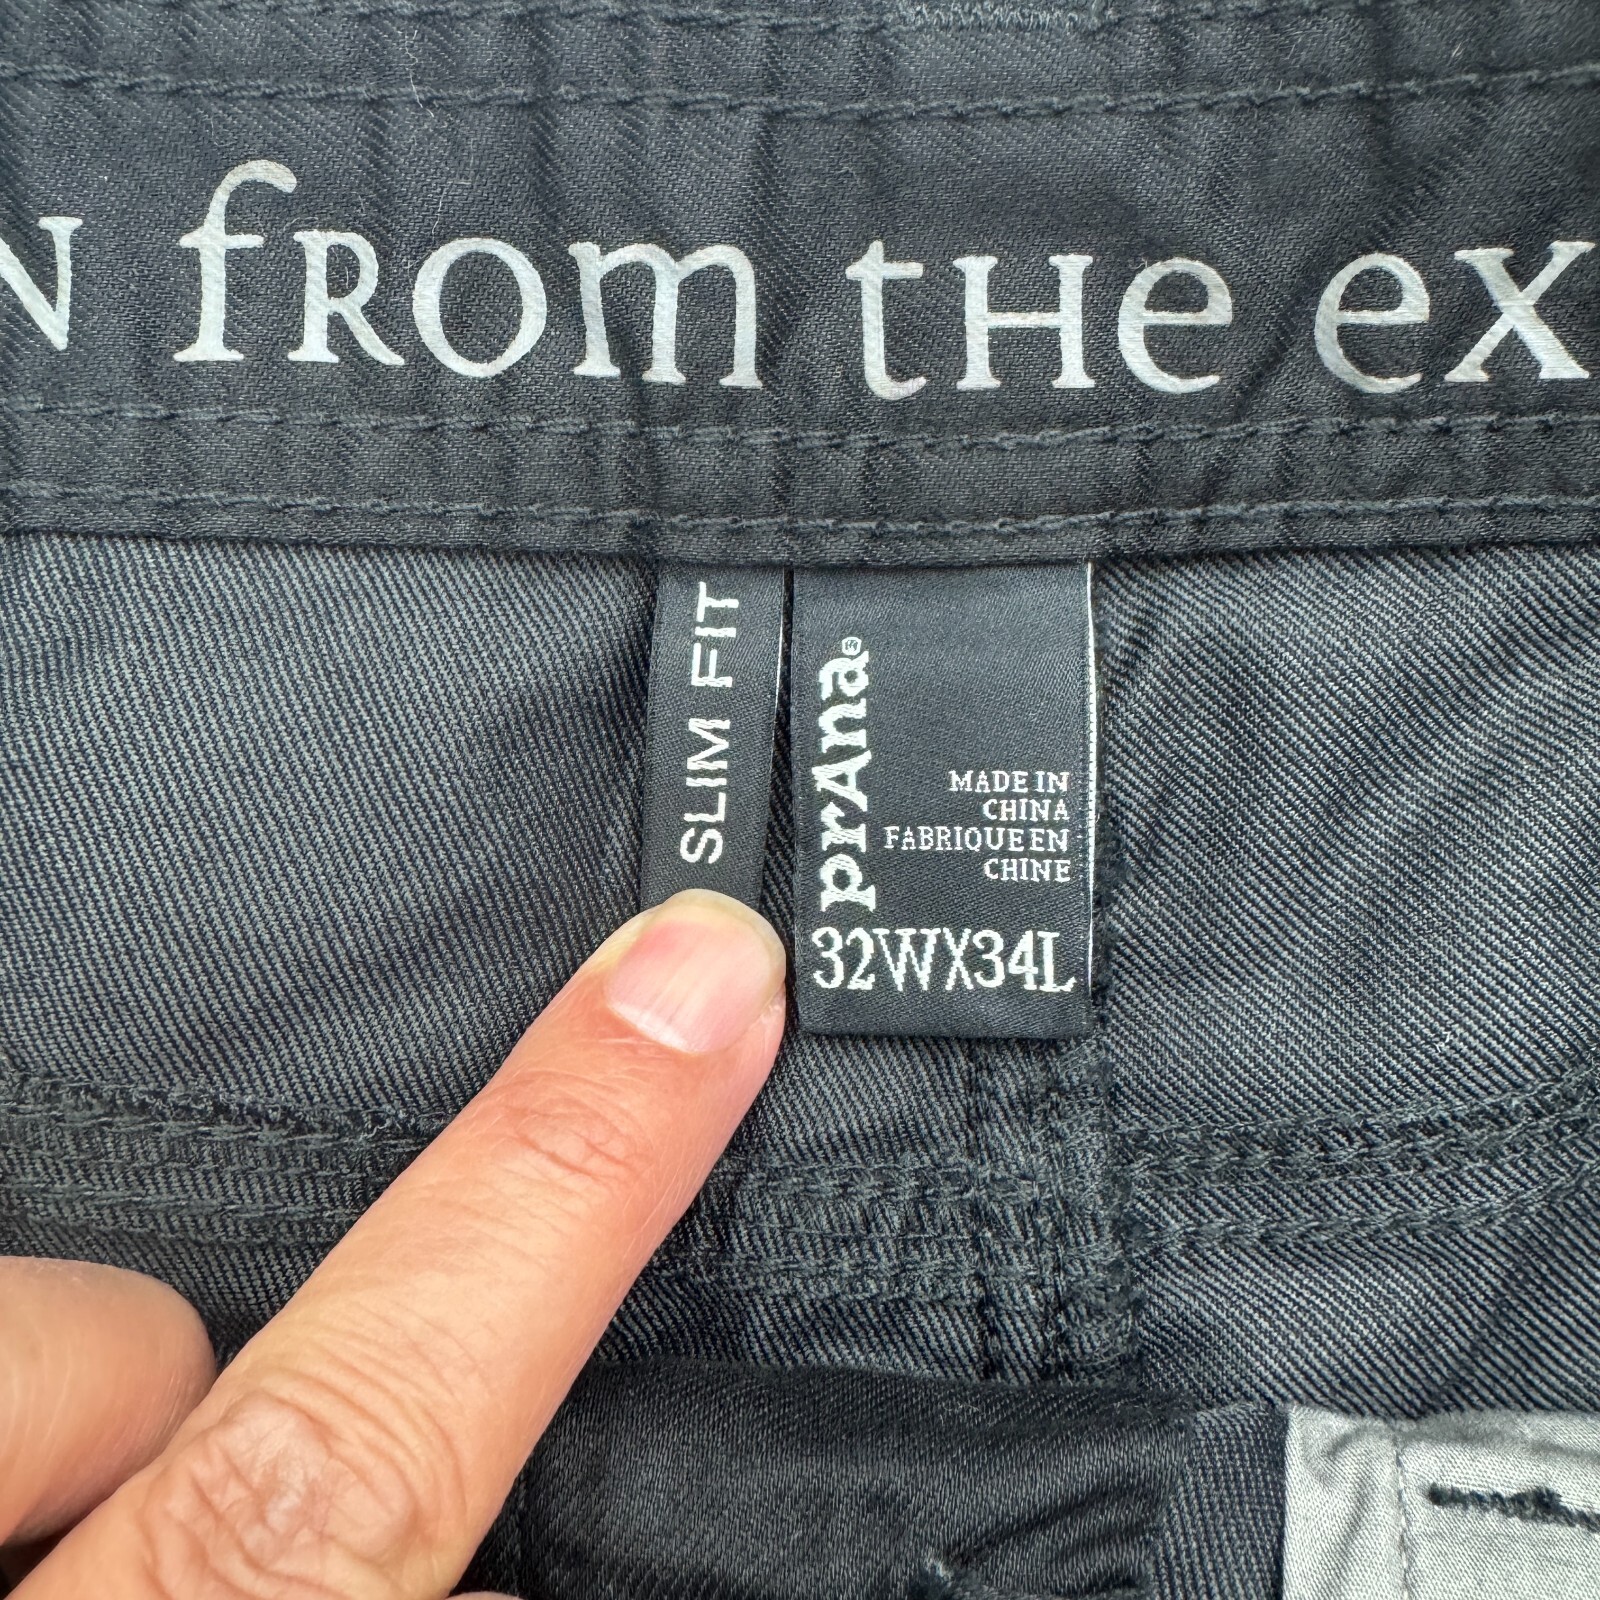 N from the ex
SLIM FIT
prAna®
MADE IN
CHINA
FABRIQUE EN
CHINE
32WX34L